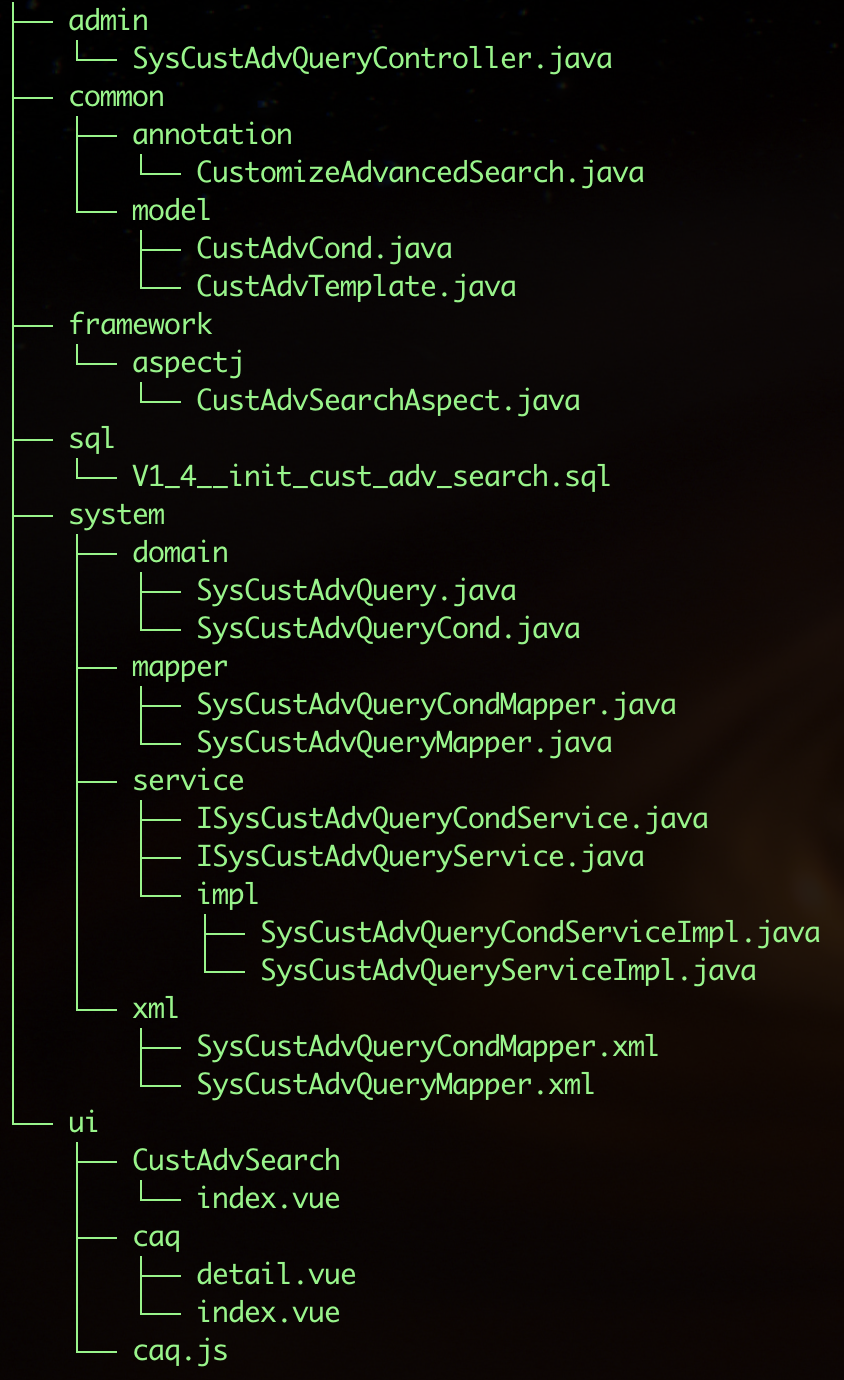 admin
SysCustAdvQueryController.java
common
annotation
CustomizeAdvancedSearch.java
model
CustAdvCond.java
CustAdvTemplate.java
framework
aspectj
CustAdvSearchAspect.java
sql
V1_4__init_cust_adv_search.sql
system
domain
SysCustAdvQuery.java
SysCustAdvQueryCond.java
mapper
SysCustAdvQueryCondMapper.java
SysCustAdvQueryMapper.java
service
ISysCustAdvQueryCondService.java
ISysCustAdvQueryService.java
impl
SysCustAdvQueryCondServiceImpl.java
SysCustAdvQueryServiceImpl.java
xml
SysCustAdvQueryCondMapper.xml
SysCustAdvQueryMapper.xml
ui
CustAdvSearch
index.vue
caq
detail.vue
index.vue
caq.js